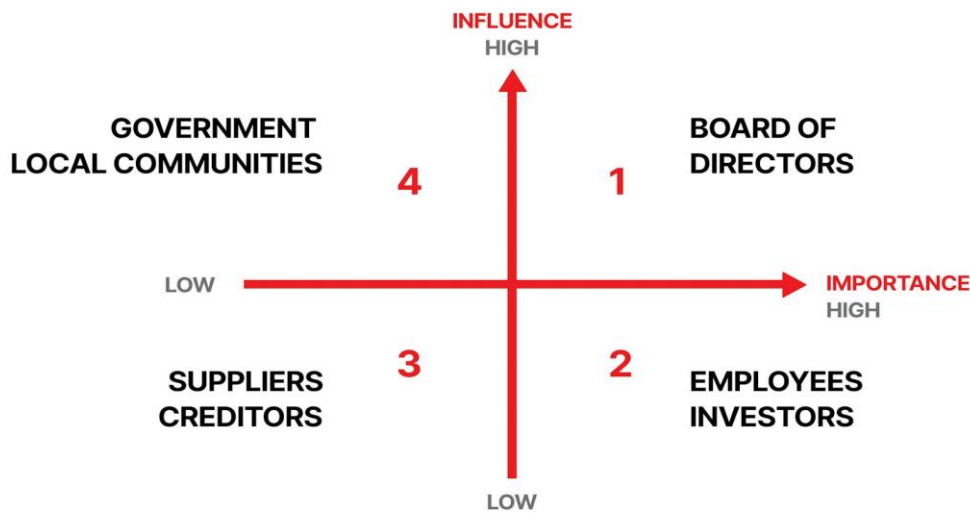 INFLUENCE
HIGH
GOVERNMENT
LOCAL COMMUNITIES
4
1
BOARD OF
DIRECTORS
LOW
IMPORTANCE
HIGH
SUPPLIERS
CREDITORS
3
2
EMPLOYEES
INVESTORS
LOW